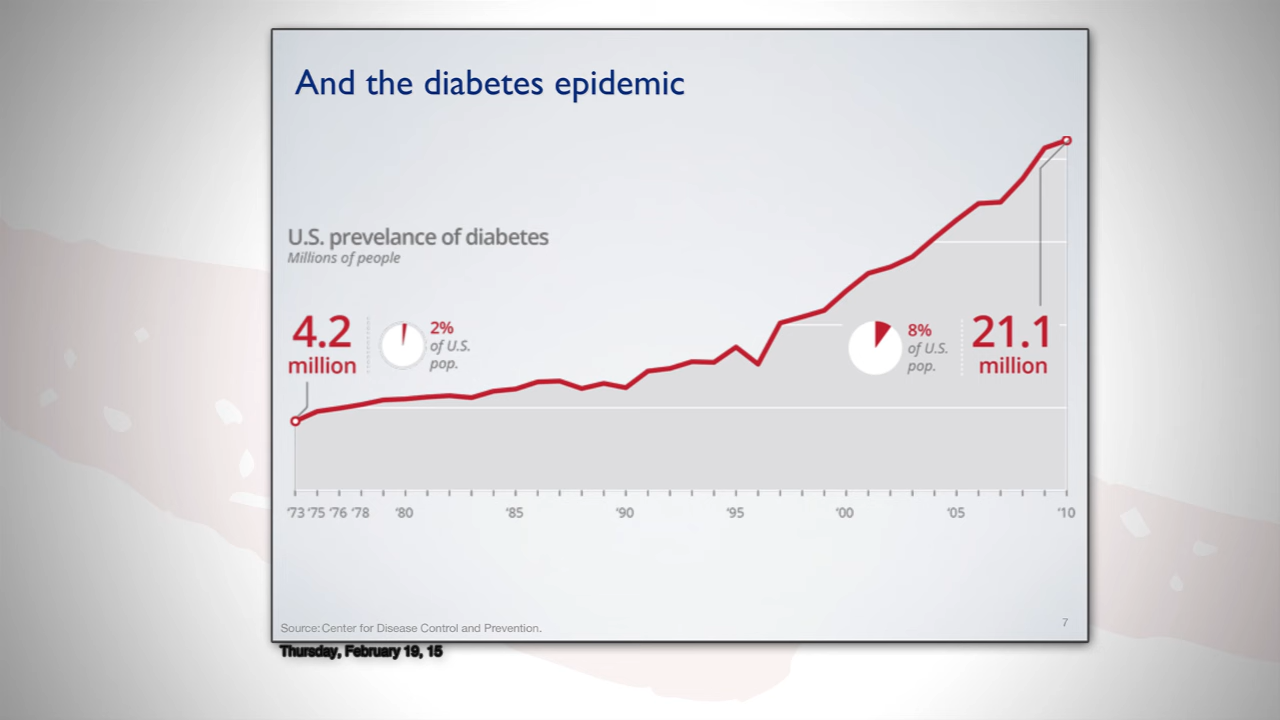 And the diabetes epidemic
U.S. prevelance of diabetes
Millions of people
4.2
million
2%
of U.S.
pop.
8%
of U.S.
pop.
21.1
million
'73 '75 '76 '78 '80 '85 '90 '95 '00 '05 '10
Source: Center for Disease Control and Prevention.
7
Thursday, February 19, 15